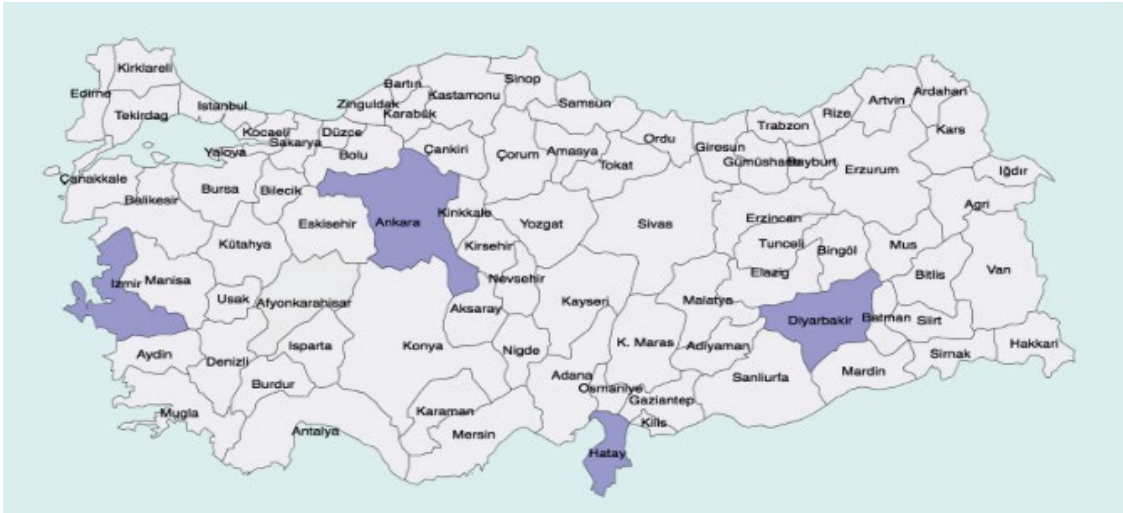 Kirklareli
Edirne
Tekirdag
Istanbul
Kocaeli
Yalova
Sakarya
Düzce
Zinguldak
Bartın
Karabük
Kastamonu
Sinop
Samsun
Bolu
Çankiri
Çorum
Amasya
Tokat
Ordu
Giresun
Gümüshane
Trabzon
Bayburt
Rize
Artvin
Ardahan
Kars
Erzurum
Iğdır
Agri
Çanakkale
Balikesir
Bursa
Bilecik
Eskisehir
Ankara
Kinkkale
Kirsehir
Yozgat
Sivas
Erzincan
Tunceli
Bingöl
Mus
Elazig
Bitlis
Van
Kütahya
Izmir
Manisa
Usak
Afyonkarahisar
Nevsehir
Aksaray
Kayseri
Malatya
Diyarbakir
Batman
Siirt
Sirnak
Hakkari
Aydin
Denizli
Isparta
Konya
Nigde
K. Maras
Adiyaman
Sanliurfa
Mardin
Burdur
Adana
Osmaniye
Gaziantep
Kilis
Mugla
Antalya
Karaman
Mersin
Hatay